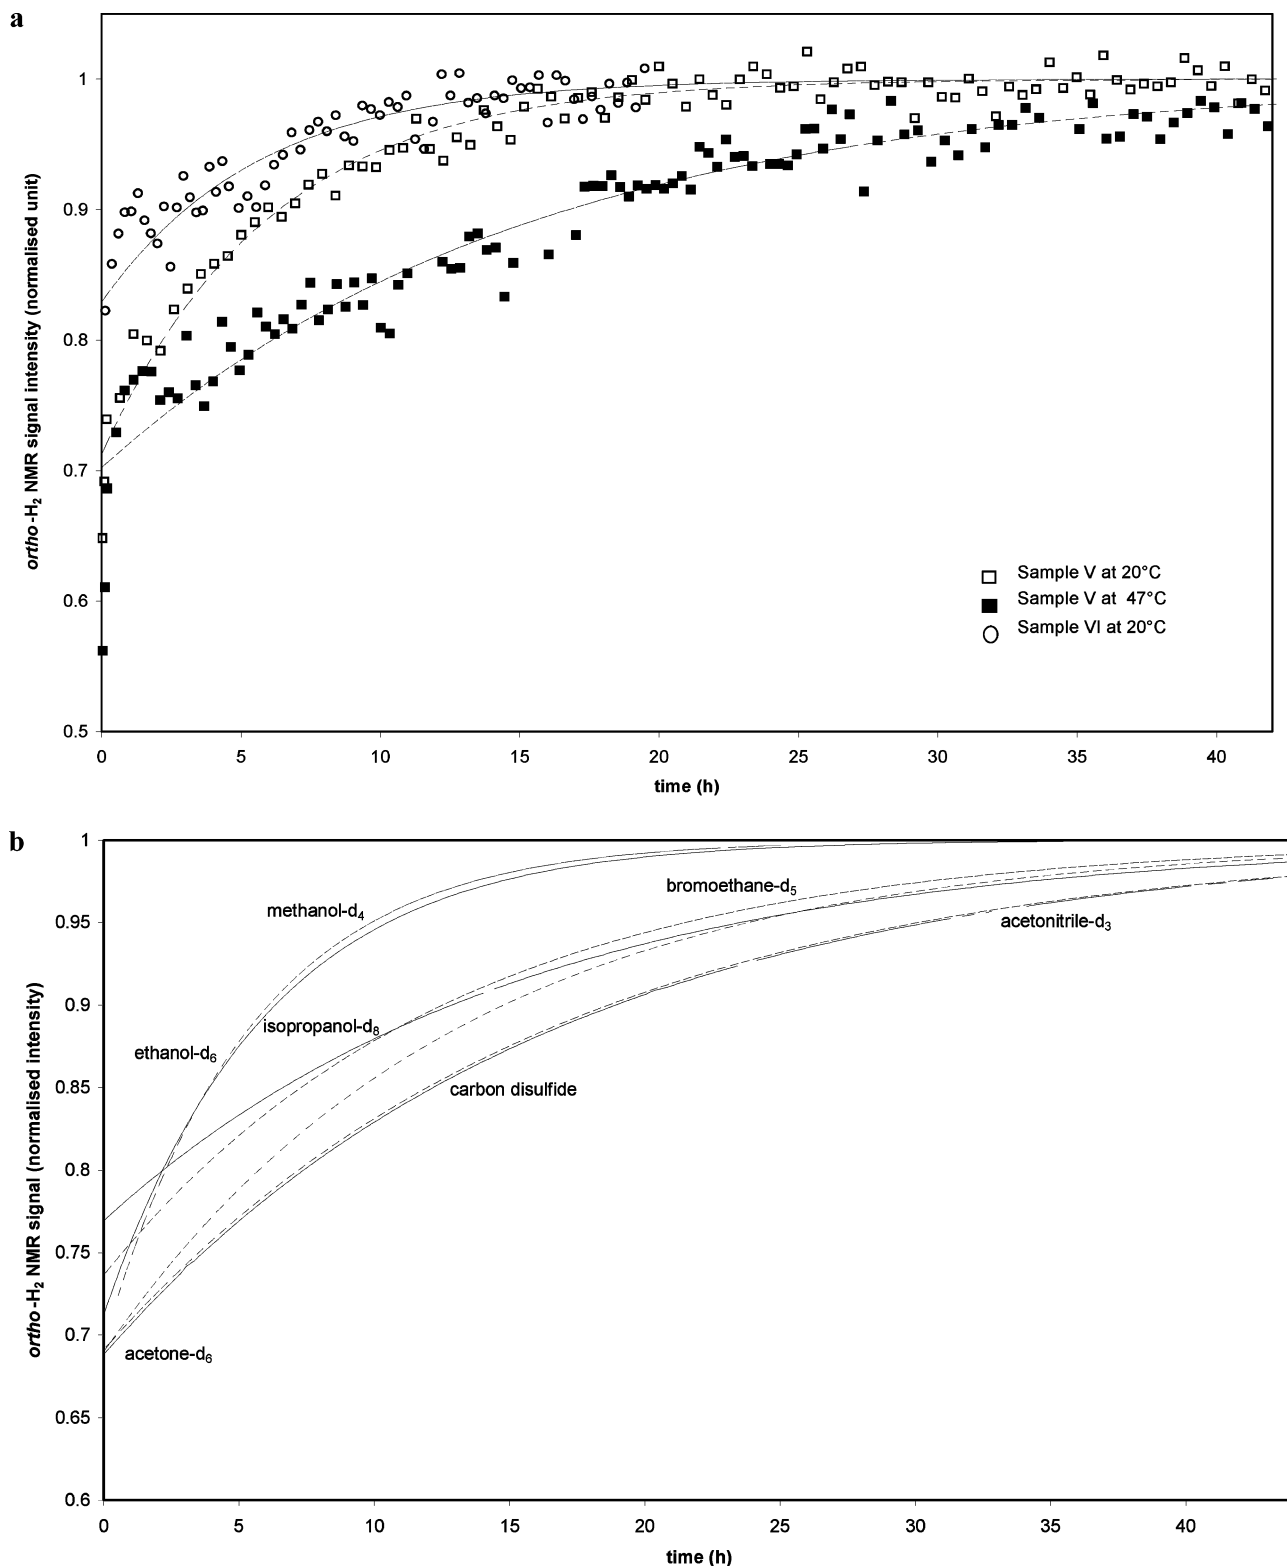 a
ortho-H2 NMR signal intensity (normalised unit)
1
0.9
0.8
0.7
0.6
0.5
Sample V at 20°C
Sample V at 47°C
Sample VI at 20°C
0 5 10 15 20 25 30 35 40
time (h)
b
ortho-H2 NMR signal (normalised intensity)
1
0.95
0.9
0.85
0.8
0.75
0.7
0.65
0.6
methanol-d4
bromoethane-d5
acetonitrile-d3
isopropanol-d8
ethanol-d6
carbon disulfide
acetone-d6
0 5 10 15 20 25 30 35 40
time (h)